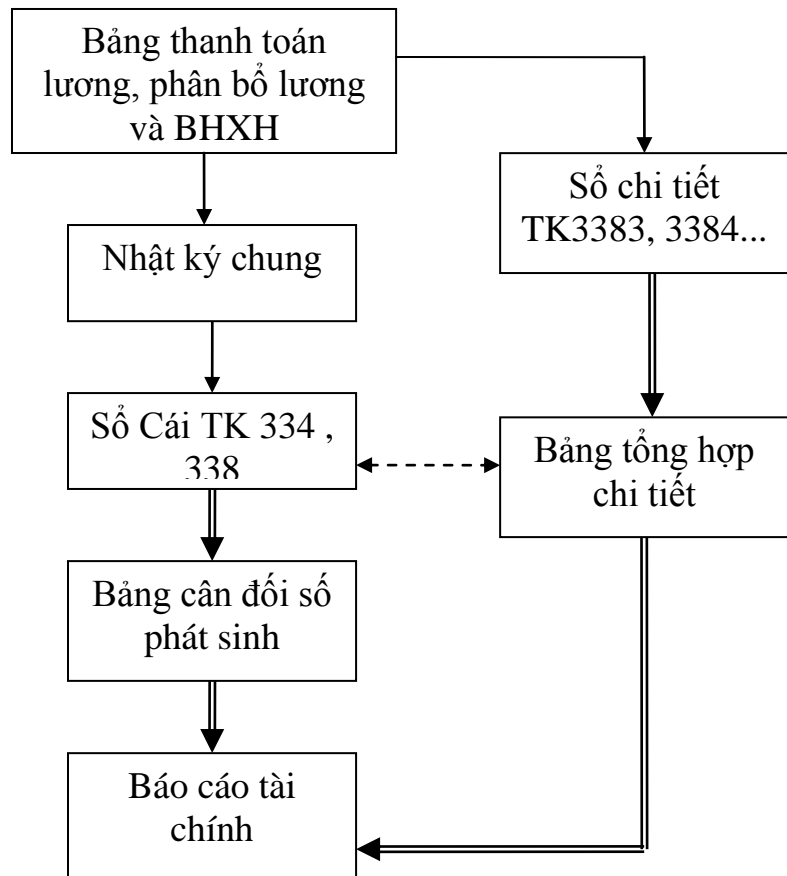 Bảng thanh toán
lương, phân bổ lương
và BHXH
Sổ chi tiết
TK3383, 3384...
Nhật ký chung
Sổ Cái TK 334 ,
338
Bảng tổng hợp
chi tiết
Bảng cân đối số
phát sinh
Báo cáo tài
chính